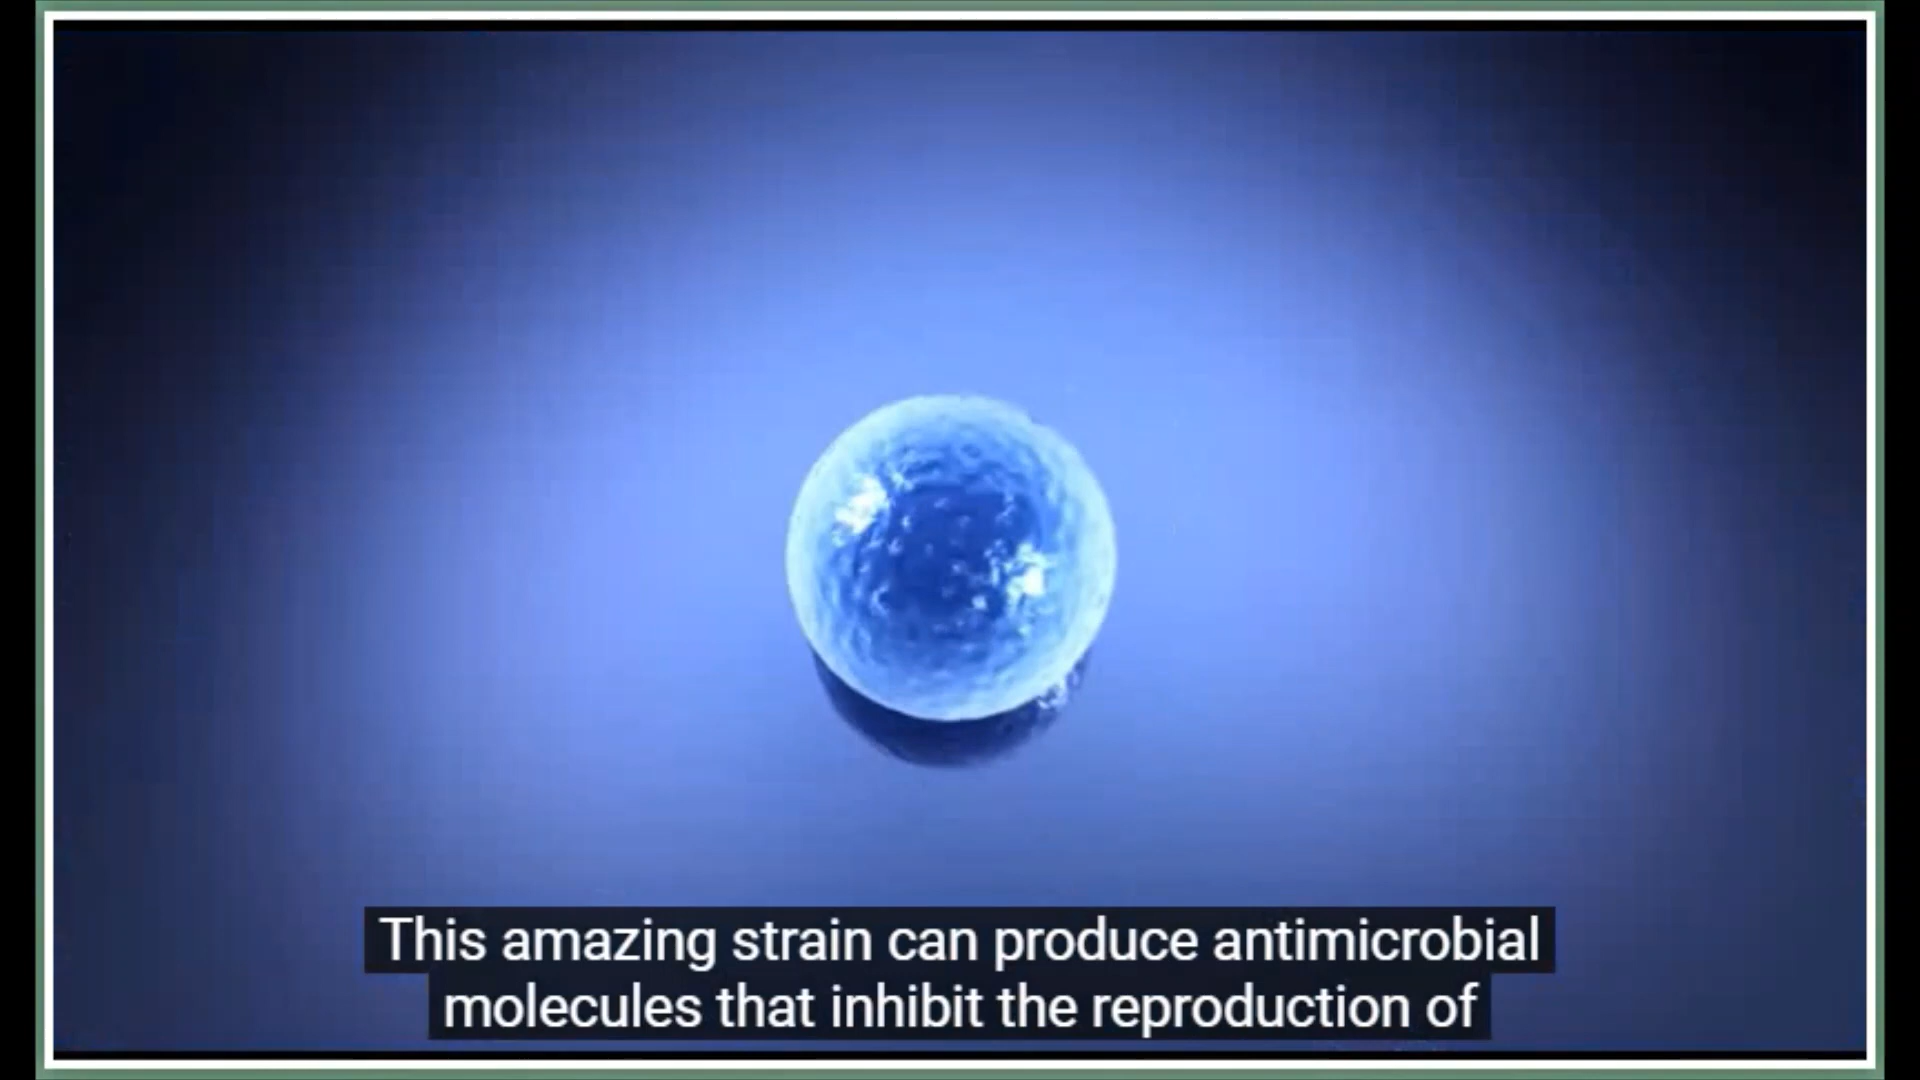 This amazing strain can produce antimicrobial
molecules that inhibit the reproduction of